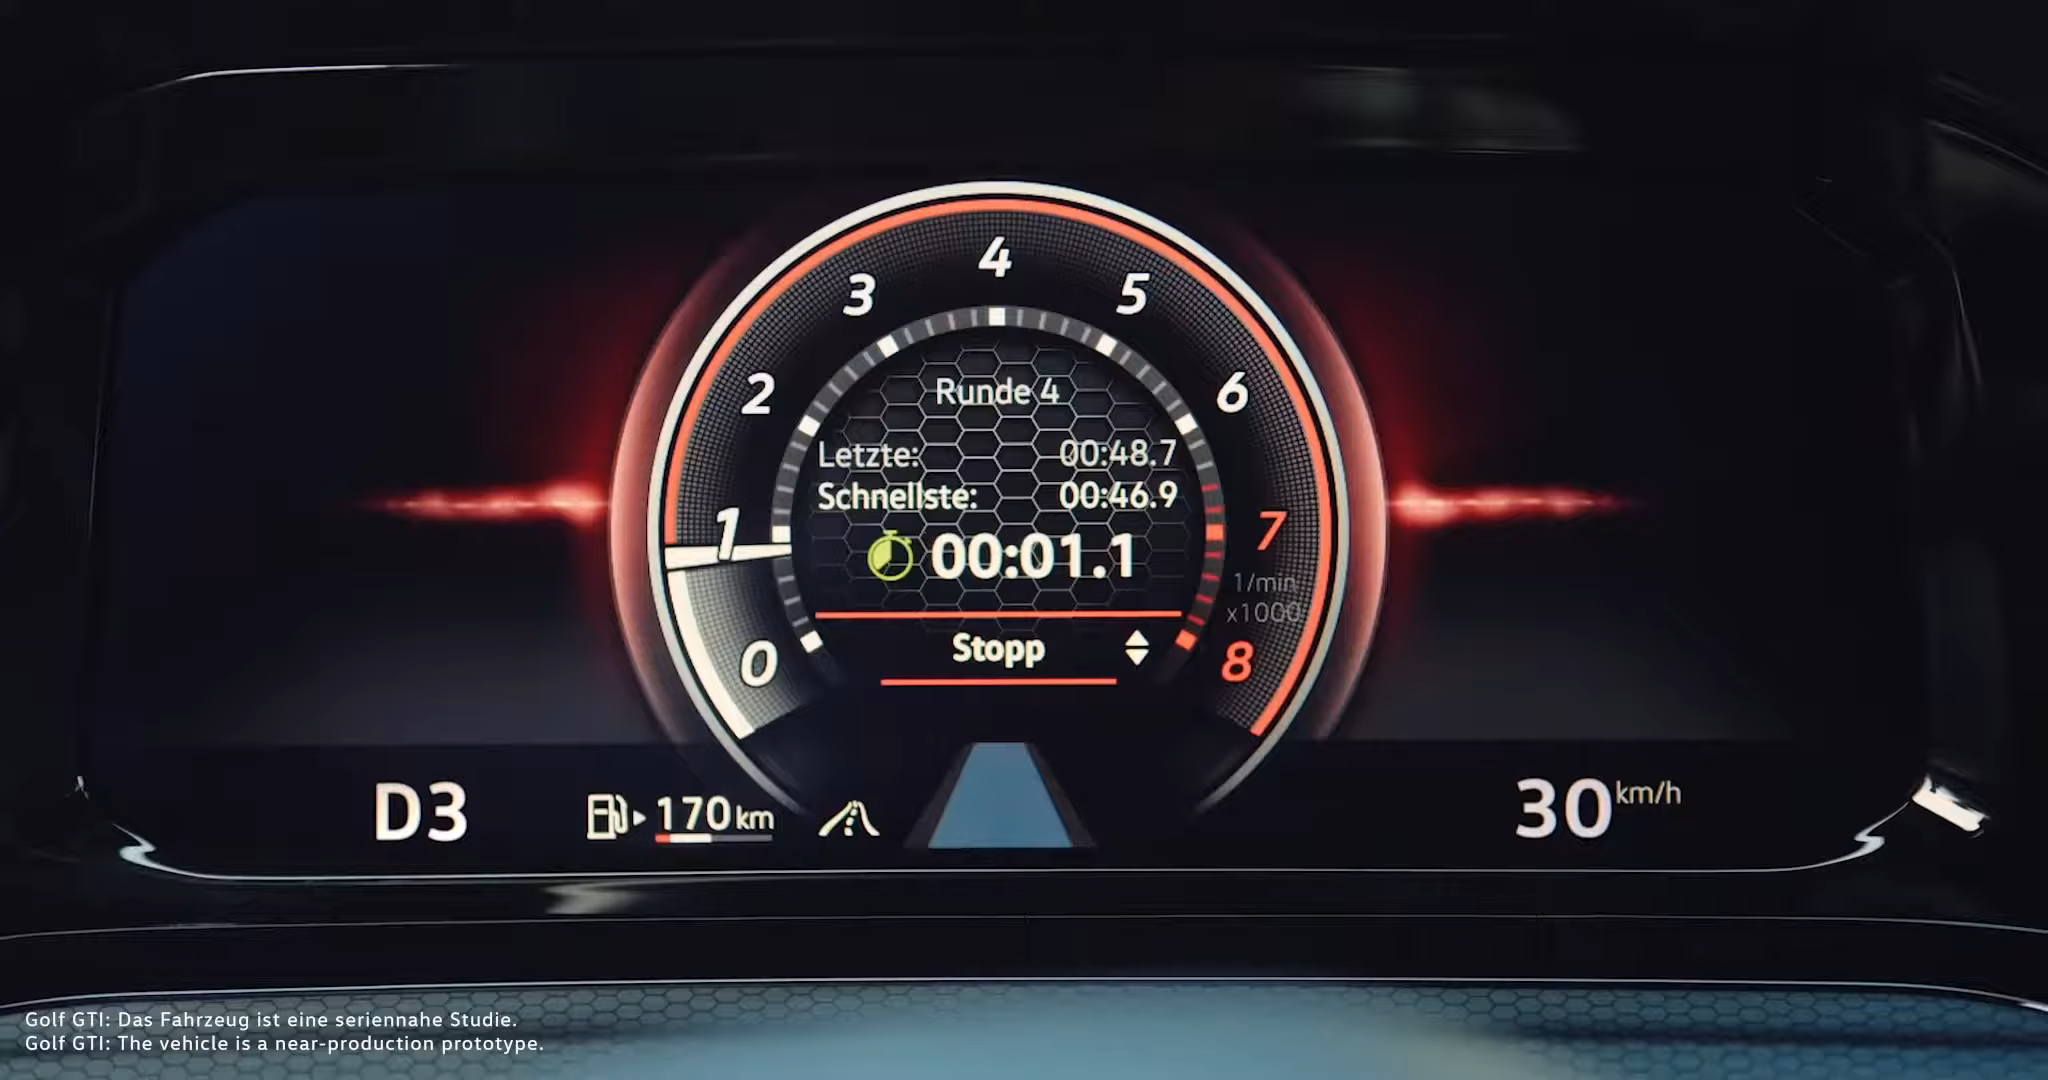 4
3
5
2
6
Runde 4
Letzte: 00:48.7
Schnellste: 00:46.9
1
7
00:01.1
1/min
x1000
Stopp
0
8
D3
170 km
30 km/h
Golf GTI: Das Fahrzeug ist eine seriennahe Studie.
Golf GTI: The vehicle is a near-production prototype.